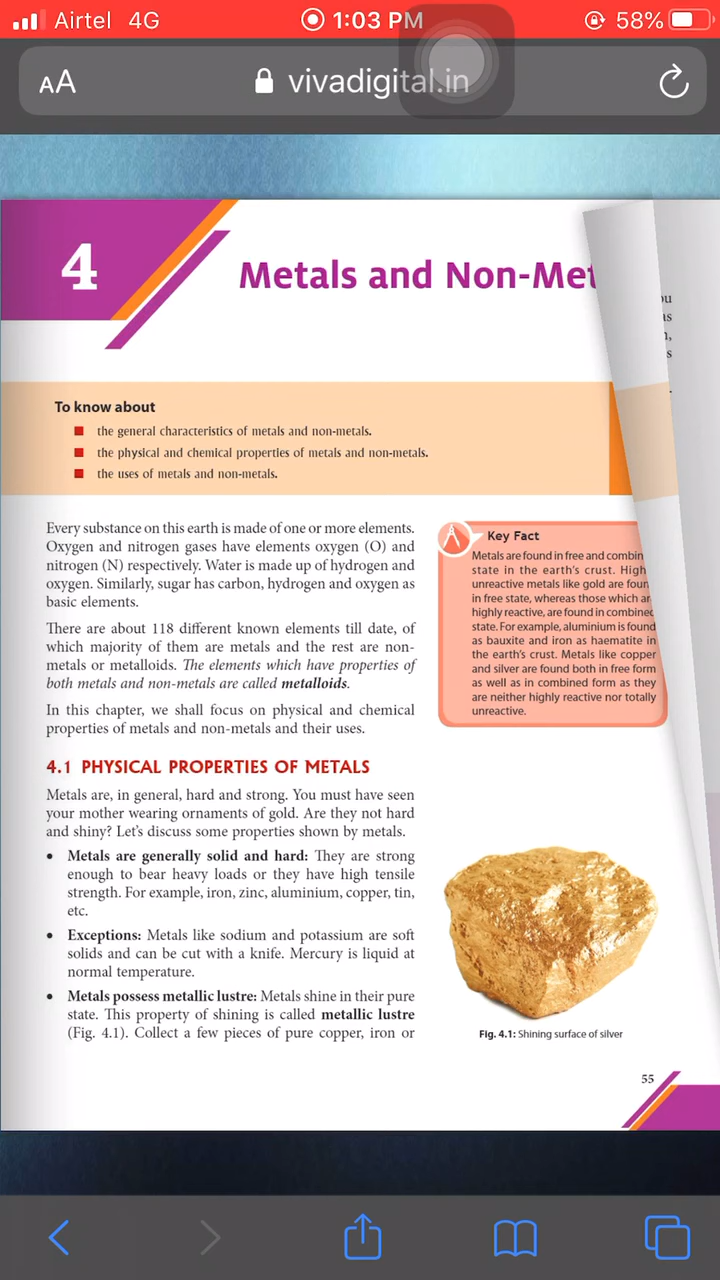 Airtel 4G 1:03 PM 58%
AA vivadigital.in
4
Metals and Non-Met
ou
as
n,
s
To know about
■ the general characteristics of metals and non-metals.
■ the physical and chemical properties of metals and non-metals.
■ the uses of metals and non-metals.
Every substance on this earth is made of one or more elements.
Oxygen and nitrogen gases have elements oxygen (O) and
nitrogen (N) respectively. Water is made up of hydrogen and
oxygen. Similarly, sugar has carbon, hydrogen and oxygen as
basic elements.
There are about 118 different known elements till date, of
which majority of them are metals and the rest are non-
metals or metalloids. The elements which have properties of
both metals and non-metals are called metalloids.
In this chapter, we shall focus on physical and chemical
properties of metals and non-metals and their uses.
Key Fact
Metals are found in free and combin
state in the earth's crust. High
unreactive metals like gold are foun
in free state, whereas those which ar
highly reactive, are found in combined
state. For example, aluminium is found
as bauxite and iron as haematite in
the earth's crust. Metals like copper
and silver are found both in free form
as well as in combined form as they
are neither highly reactive nor totally
unreactive.
4.1 PHYSICAL PROPERTIES OF METALS
Metals are, in general, hard and strong. You must have seen
your mother wearing ornaments of gold. Are they not hard
and shiny? Let's discuss some properties shown by metals.
• Metals are generally solid and hard: They are strong
enough to bear heavy loads or they have high tensile
strength. For example, iron, zinc, aluminium, copper, tin,
etc.
• Exceptions: Metals like sodium and potassium are soft
solids and can be cut with a knife. Mercury is liquid at
normal temperature.
• Metals possess metallic lustre: Metals shine in their pure
state. This property of shining is called metallic lustre
(Fig. 4.1). Collect a few pieces of pure copper, iron or
Fig. 4.1: Shining surface of silver
55